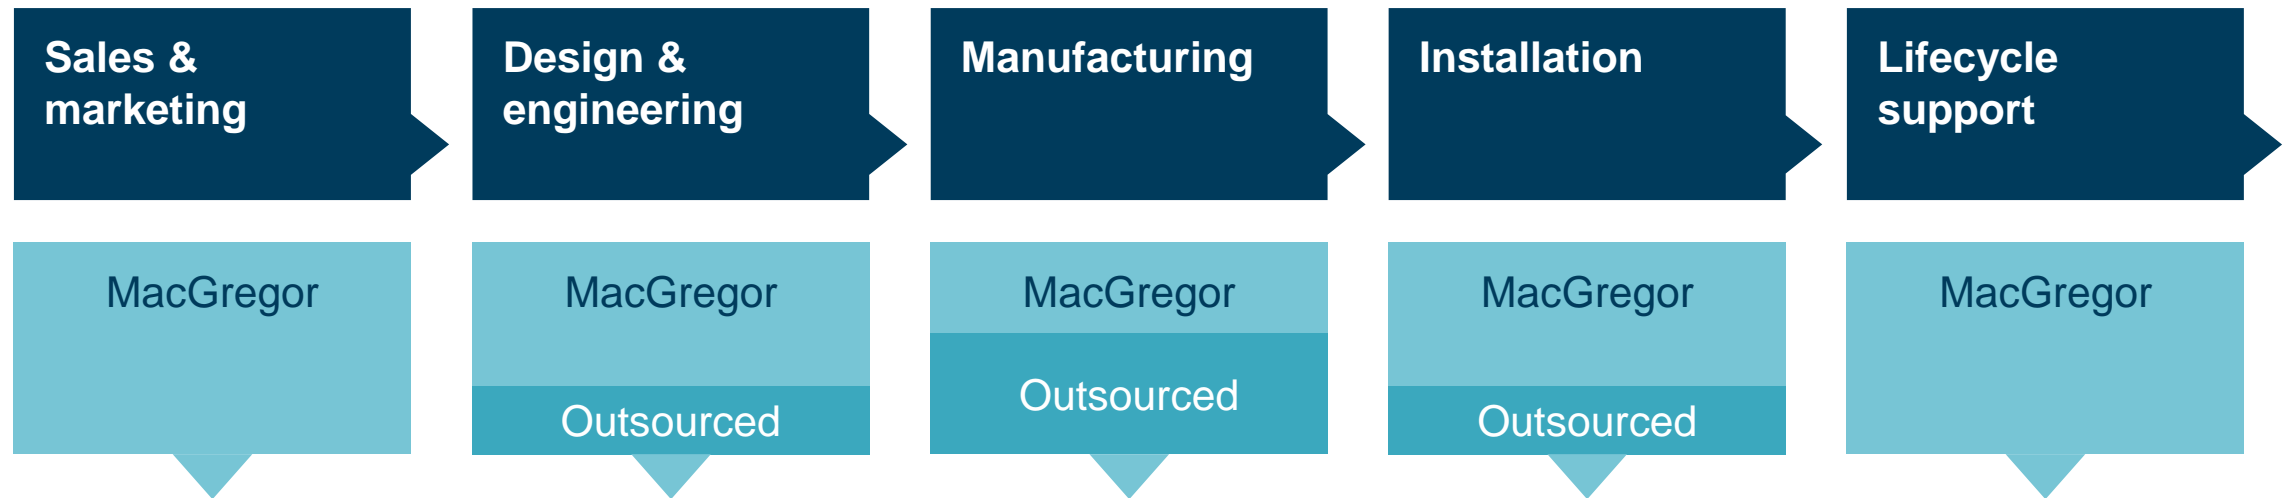 Sales &
marketing
Design &
engineering
Manufacturing
Installation
Lifecycle
support
MacGregor
MacGregor
Outsourced
MacGregor
Outsourced
MacGregor
Outsourced
MacGregor